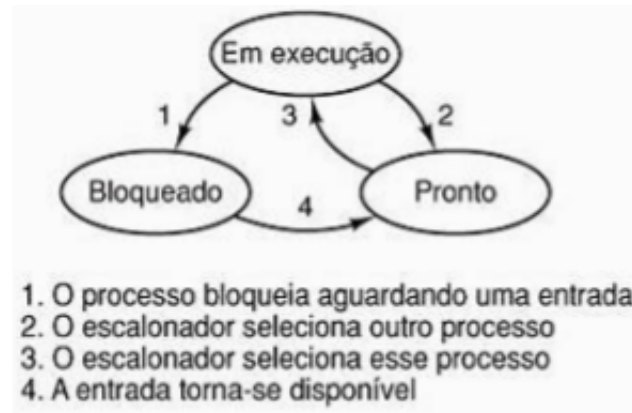 Em execução
1
3
2
Bloqueado
4
Pronto
1. O processo bloqueia aguardando uma entrada
2. O escalonador seleciona outro processo
3. O escalonador seleciona esse processo
4. A entrada torna-se disponível